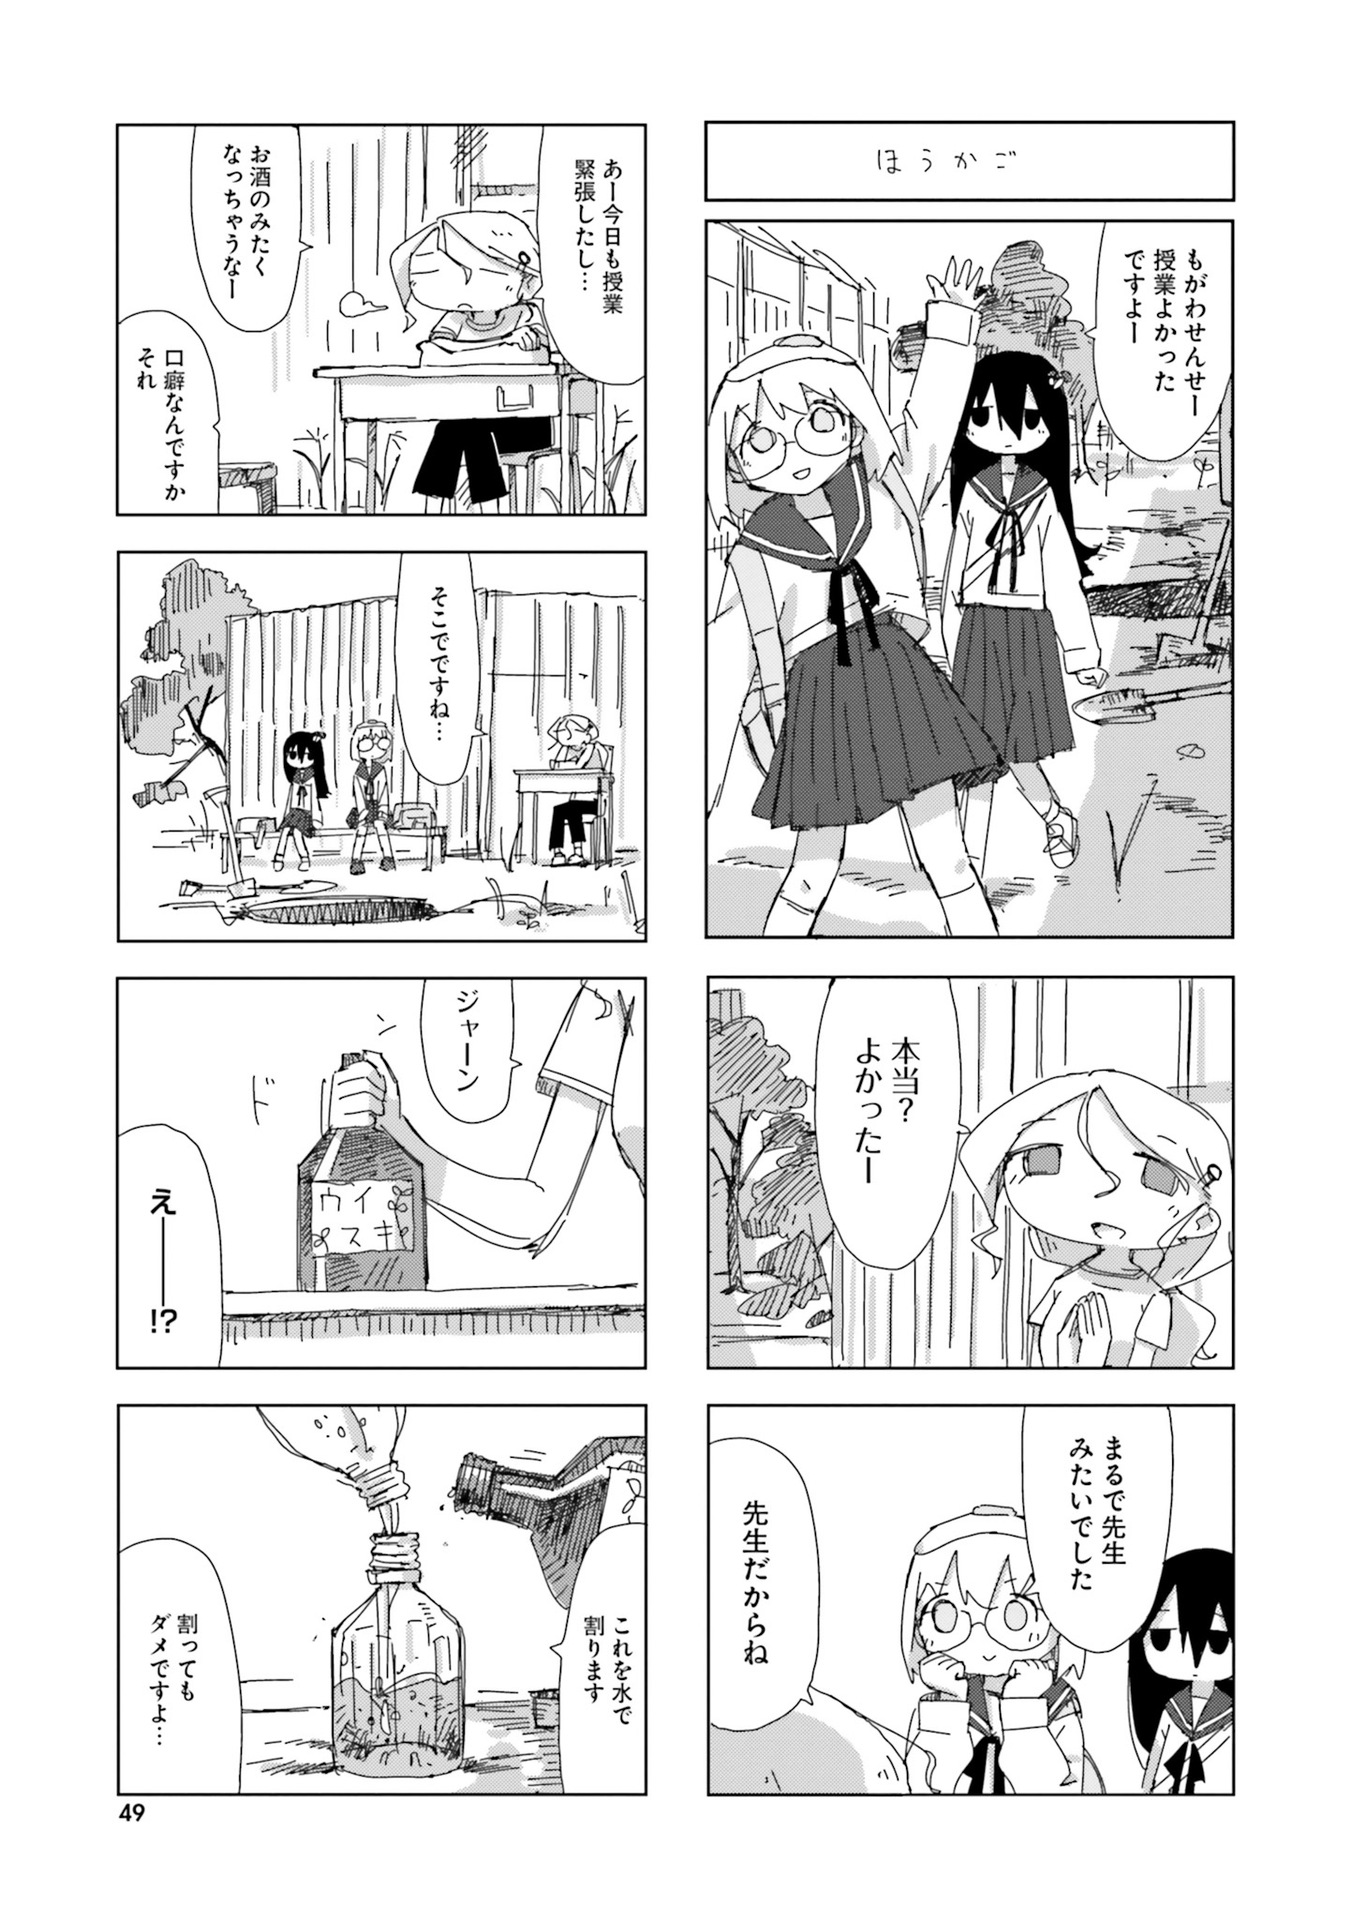 ほうかご
もがわせんせー
授業よかった
ですよー
本当？
よかったー
まるで先生
みたいでした
先生だからね
あー今日も授業
緊張したし…
お酒のみたく
なっちゃうなー
口癖なんですか
それ
そこでですね…
ジャーン
ドン
ウイ
スキ
えー――!?
これを水で
割ります
割っても
ダメですよ…
49